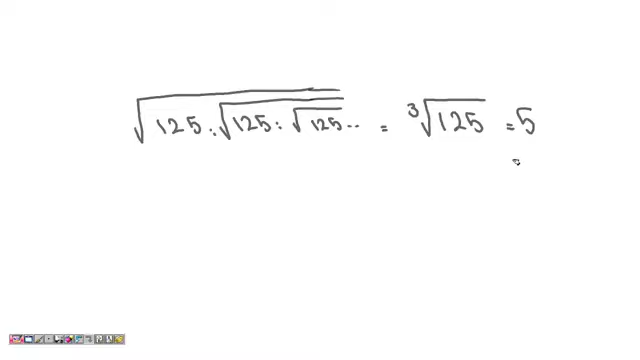 √(125 : √(125 : √125 ··· = ³√125 = 5